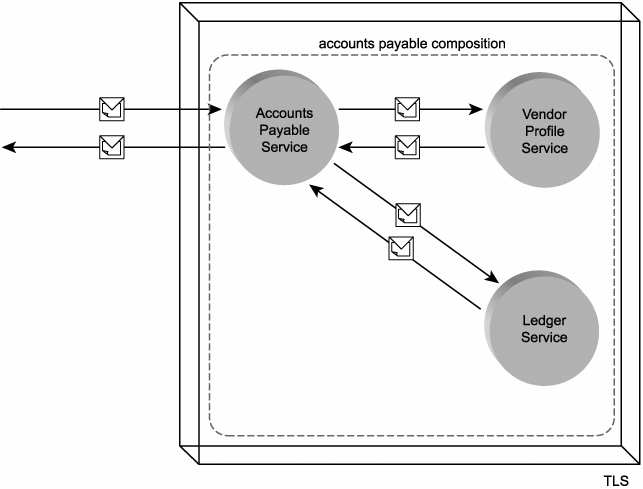 accounts payable composition
Accounts
Payable
Service
Vendor
Profile
Service
Ledger
Service
TLS